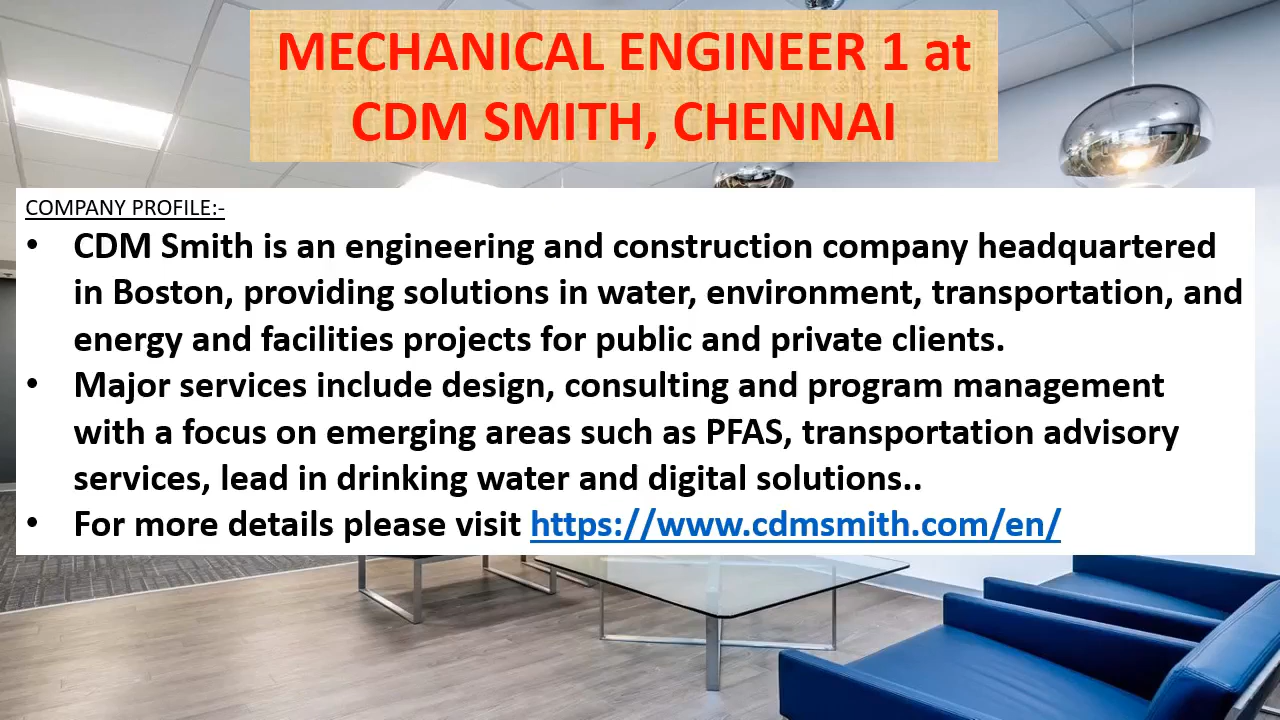 MECHANICAL ENGINEER 1 at
CDM SMITH, CHENNAI
COMPANY PROFILE:-
• CDM Smith is an engineering and construction company headquartered
in Boston, providing solutions in water, environment, transportation, and
energy and facilities projects for public and private clients.
• Major services include design, consulting and program management
with a focus on emerging areas such as PFAS, transportation advisory
services, lead in drinking water and digital solutions..
• For more details please visit https://www.cdmsmith.com/en/